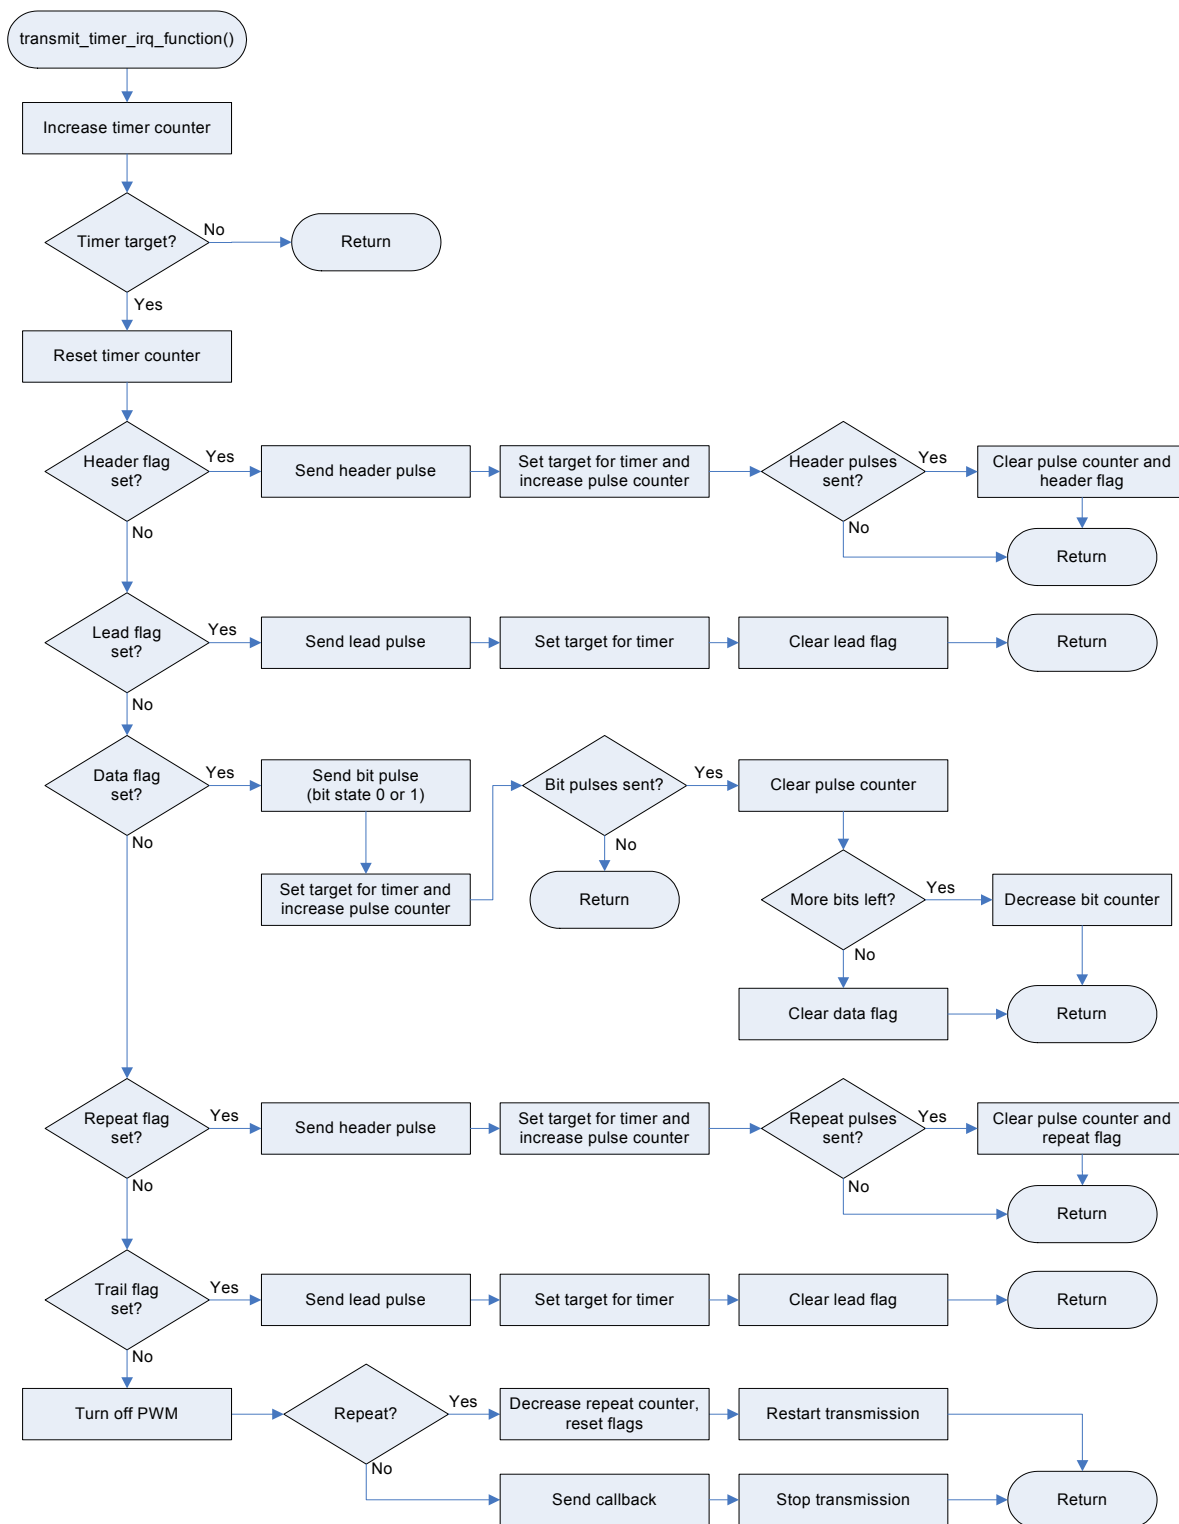 transmit_timer_irq_function()
Increase timer counter
Timer target?
No
Return
Yes
Reset timer counter
Header flag
set?
Yes
Send header pulse
Set target for timer and
increase pulse counter
Header pulses
sent?
Yes
Clear pulse counter and
header flag
No
No
Return
Lead flag
set?
Yes
Send lead pulse
Set target for timer
Clear lead flag
Return
No
Data flag
set?
Yes
Send bit pulse
(bit state 0 or 1)
Bit pulses sent?
Yes
Clear pulse counter
No
No
Set target for timer and
increase pulse counter
Return
More bits left?
Yes
Decrease bit counter
No
Clear data flag
Return
Repeat flag
set?
Yes
Send header pulse
Set target for timer and
increase pulse counter
Repeat pulses
sent?
Yes
Clear pulse counter and
repeat flag
No
No
Return
Trail flag
set?
Yes
Send lead pulse
Set target for timer
Clear lead flag
Return
No
Turn off PWM
Repeat?
Yes
Decrease repeat counter,
reset flags
Restart transmission
No
Send callback
Stop transmission
Return